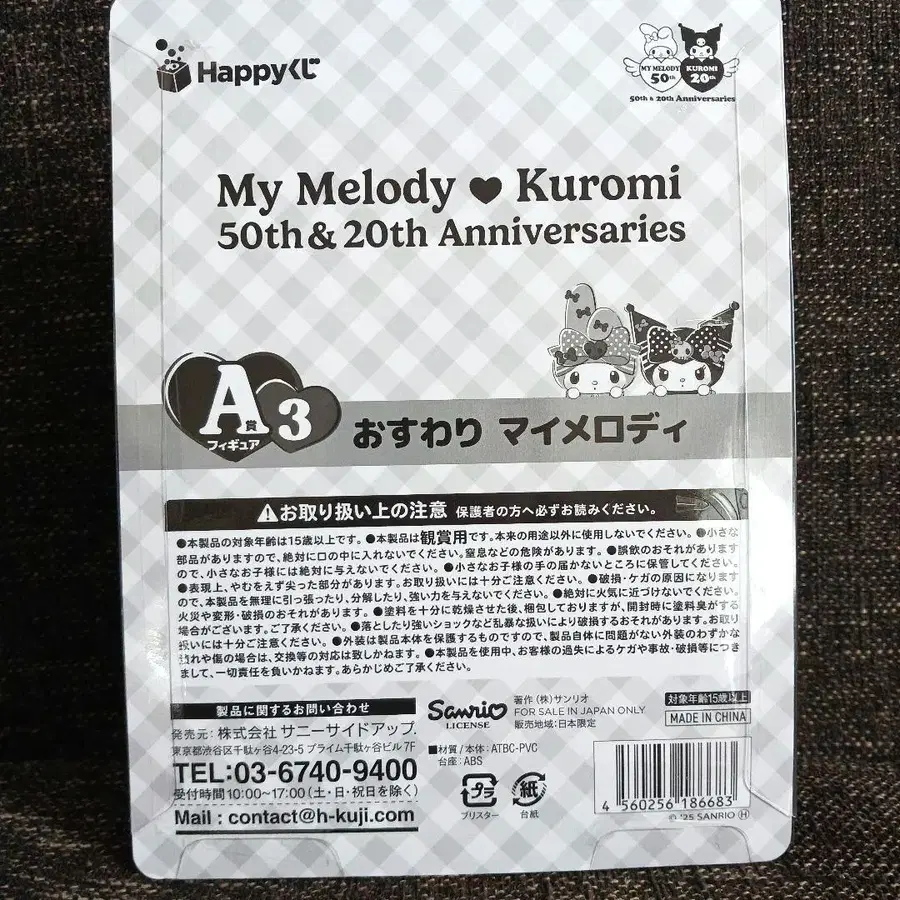 Happyくじ
MY MELODY 50th KUROMI 20th
50th & 20th Anniversaries
My Melody ♥ Kuromi
50th & 20th Anniversaries
A賞 フィギュア 3
おすわり マイメロディ
⚠お取り扱い上の注意 保護者の方へ必ずお読みください。
●本製品の対象年齢は15歳以上です。●本製品は観賞用です。本来の用途以外に使用しないでください。●小さな
部品がありますので、絶対に口の中に入れないでください。窒息などの危険があります。●誤飲のおそれがあります
ので、小さなお子様には絶対に与えないでください。●小さなお子様の手の届かないところに保管してください。
●表現上、やむをえず尖った部分があります。お取り扱いには十分ご注意ください。●破損・ケガの原因になります
ので、本製品を無理に引っ張ったり、分解したり、強い力を与えないでください。●絶対に火気に近づけないでください。
火災や変形・破損のおそれがあります。●塗料を十分に乾燥させた後、梱包しておりますが、開封時に塗料臭がする
場合がございます。ご了承ください。●落としたり強いショックなど乱暴な扱いにより破損するおそれがあります。お取り
扱いには十分ご注意ください。●外装は製品本体を保護するものですので、製品自体に問題がない外装のわずかな
潰れや傷の場合は、交換等の対応は致しかねます。●本製品を使用中、お客様の過失によるケガや事故・破損等につき
まして、一切責任を負いかねます。あらかじめご了承ください。
製品に関するお問い合わせ
発売元: 株式会社 サニーサイドアップ.
東京都渋谷区千駄ヶ谷4-23-5 プライム千駄ヶ谷ビル 7F
TEL:03-6740-9400
受付時間10:00〜17:00(土・日・祝日を除く)
Mail : contact@h-kuji.com
Sanrio
LICENSE
著作 (株)サンリオ
FOR SALE IN JAPAN ONLY
販売地域:日本限定
■材質 / 本体: ATBC-PVC
台座: ABS
プラ
ブリスター
紙
台紙
対象年齢15歳以上
MADE IN CHINA
4 560256 186683
© '25 SANRIO Ⓗ